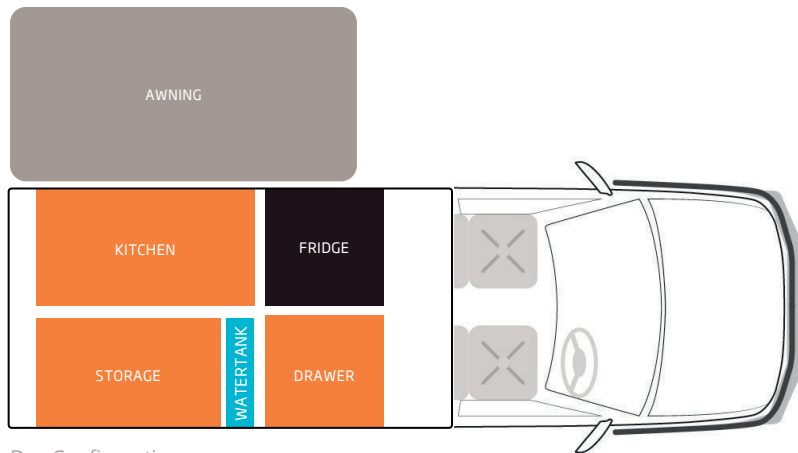 AWNING
KITCHEN
FRIDGE
STORAGE
WATERTANK
DRAWER